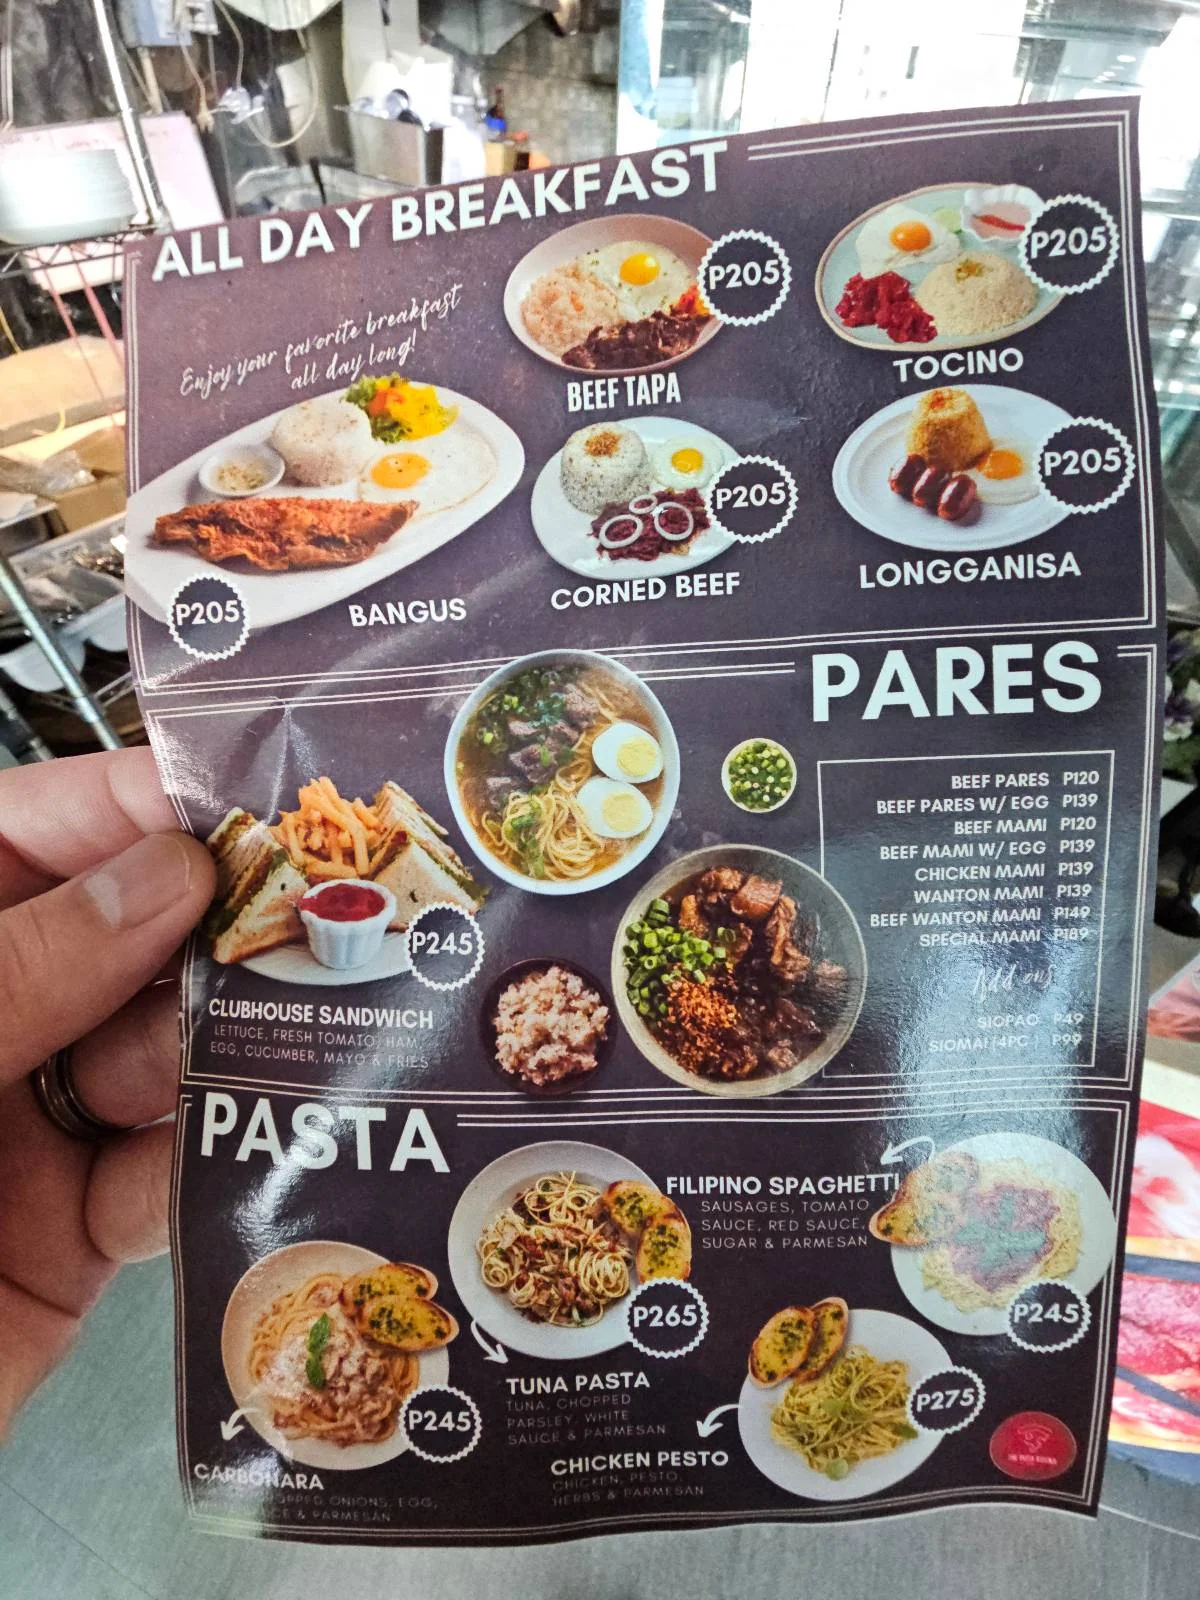 ALL DAY BREAKFAST
Enjoy your favorite breakfast
all day long!
P205
BEEF TAPA
P205
TOCINO
P205
BANGUS
P205
CORNED BEEF
P205
LONGGANISA
PARES
BEEF PARES P120
BEEF PARES W/ EGG P139
BEEF MAMI P120
BEEF MAMI W/ EGG P139
CHICKEN MAMI P139
WANTON MAMI P139
BEEF WANTON MAMI P149
SPECIAL MAMI P189
Add ons
SIOPAO P49
SIOMAI (4PC) P99
P245
CLUBHOUSE SANDWICH
LETTUCE, FRESH TOMATO, HAM,
EGG, CUCUMBER, MAYO & FRIES
PASTA
FILIPINO SPAGHETTI
SAUSAGES, TOMATO
SAUCE, RED SAUCE,
SUGAR & PARMESAN
P245
P265
TUNA PASTA
TUNA, CHOPPED
PARSLEY, WHITE
SAUCE & PARMESAN
P245
CARBONARA
ONIONS, EGG,
& PARMESAN
P275
CHICKEN PESTO
CHICKEN, PESTO,
HERBS & PARMESAN